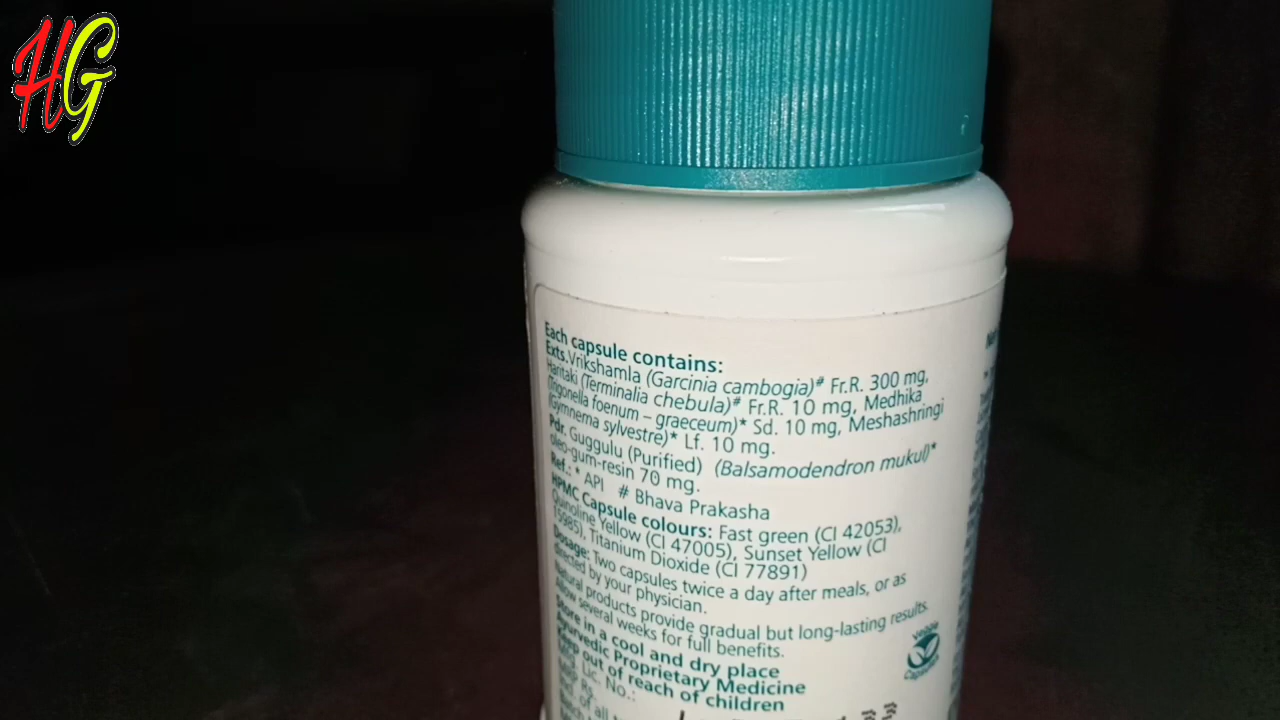 HG
Each capsule contains:
Exts. Vrikshamla (Garcinia cambogia)# Fr.R. 300 mg,
Haritaki (Terminalia chebula)# Fr.R. 10 mg, Medhika
(Trigonella foenum – graeceum)* Sd. 10 mg, Meshashringi
(Gymnema sylvestre)* Lf. 10 mg.
Pdr. Guggulu (Purified) (Balsamodendron mukul)*
oleo-gum-resin 70 mg.
Ref.: * API # Bhava Prakasha
HPMC Capsule colours: Fast green (CI 42053),
Quinoline Yellow (CI 47005), Sunset Yellow (CI
15985), Titanium Dioxide (CI 77891)
Dosage: Two capsules twice a day after meals, or as
directed by your physician.
Natural products provide gradual but long-lasting results.
Allow several weeks for full benefits.
Store in a cool and dry place
Ayurvedic Proprietary Medicine
Keep out of reach of children
Mfg. Lic. No.:
of all
Veggie
Capsules